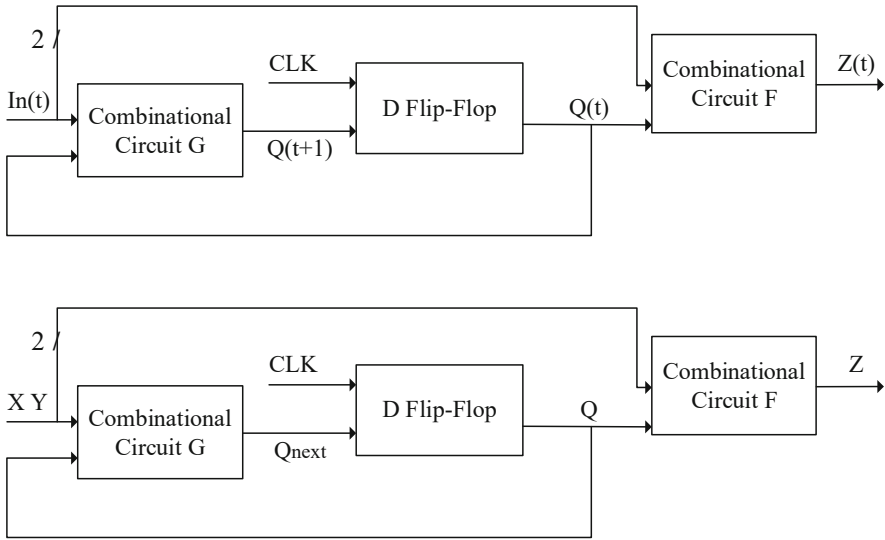 2 /
CLK
In(t)
Combinational
Circuit G
Q(t+1)
D Flip-Flop
Q(t)
Combinational
Circuit F
Z(t)
2 /
CLK
X Y
Combinational
Circuit G
Qnext
D Flip-Flop
Q
Combinational
Circuit F
Z